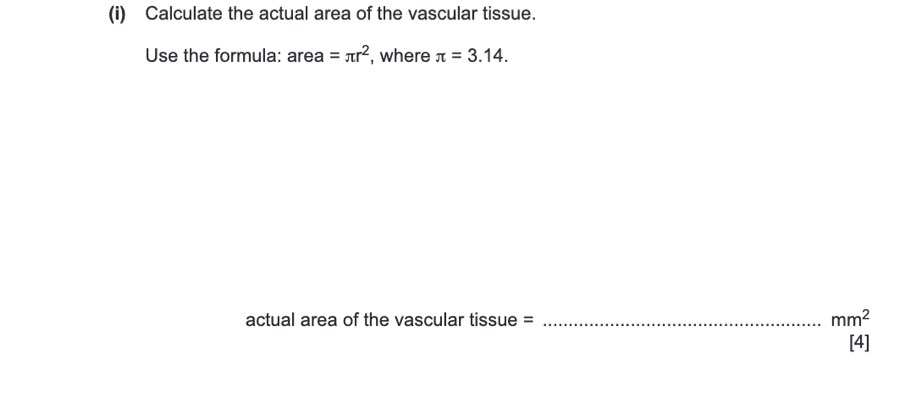 (i) Calculate the actual area of the vascular tissue.
Use the formula: area = πr², where π = 3.14.
actual area of the vascular tissue = ....................................................... mm²
[4]